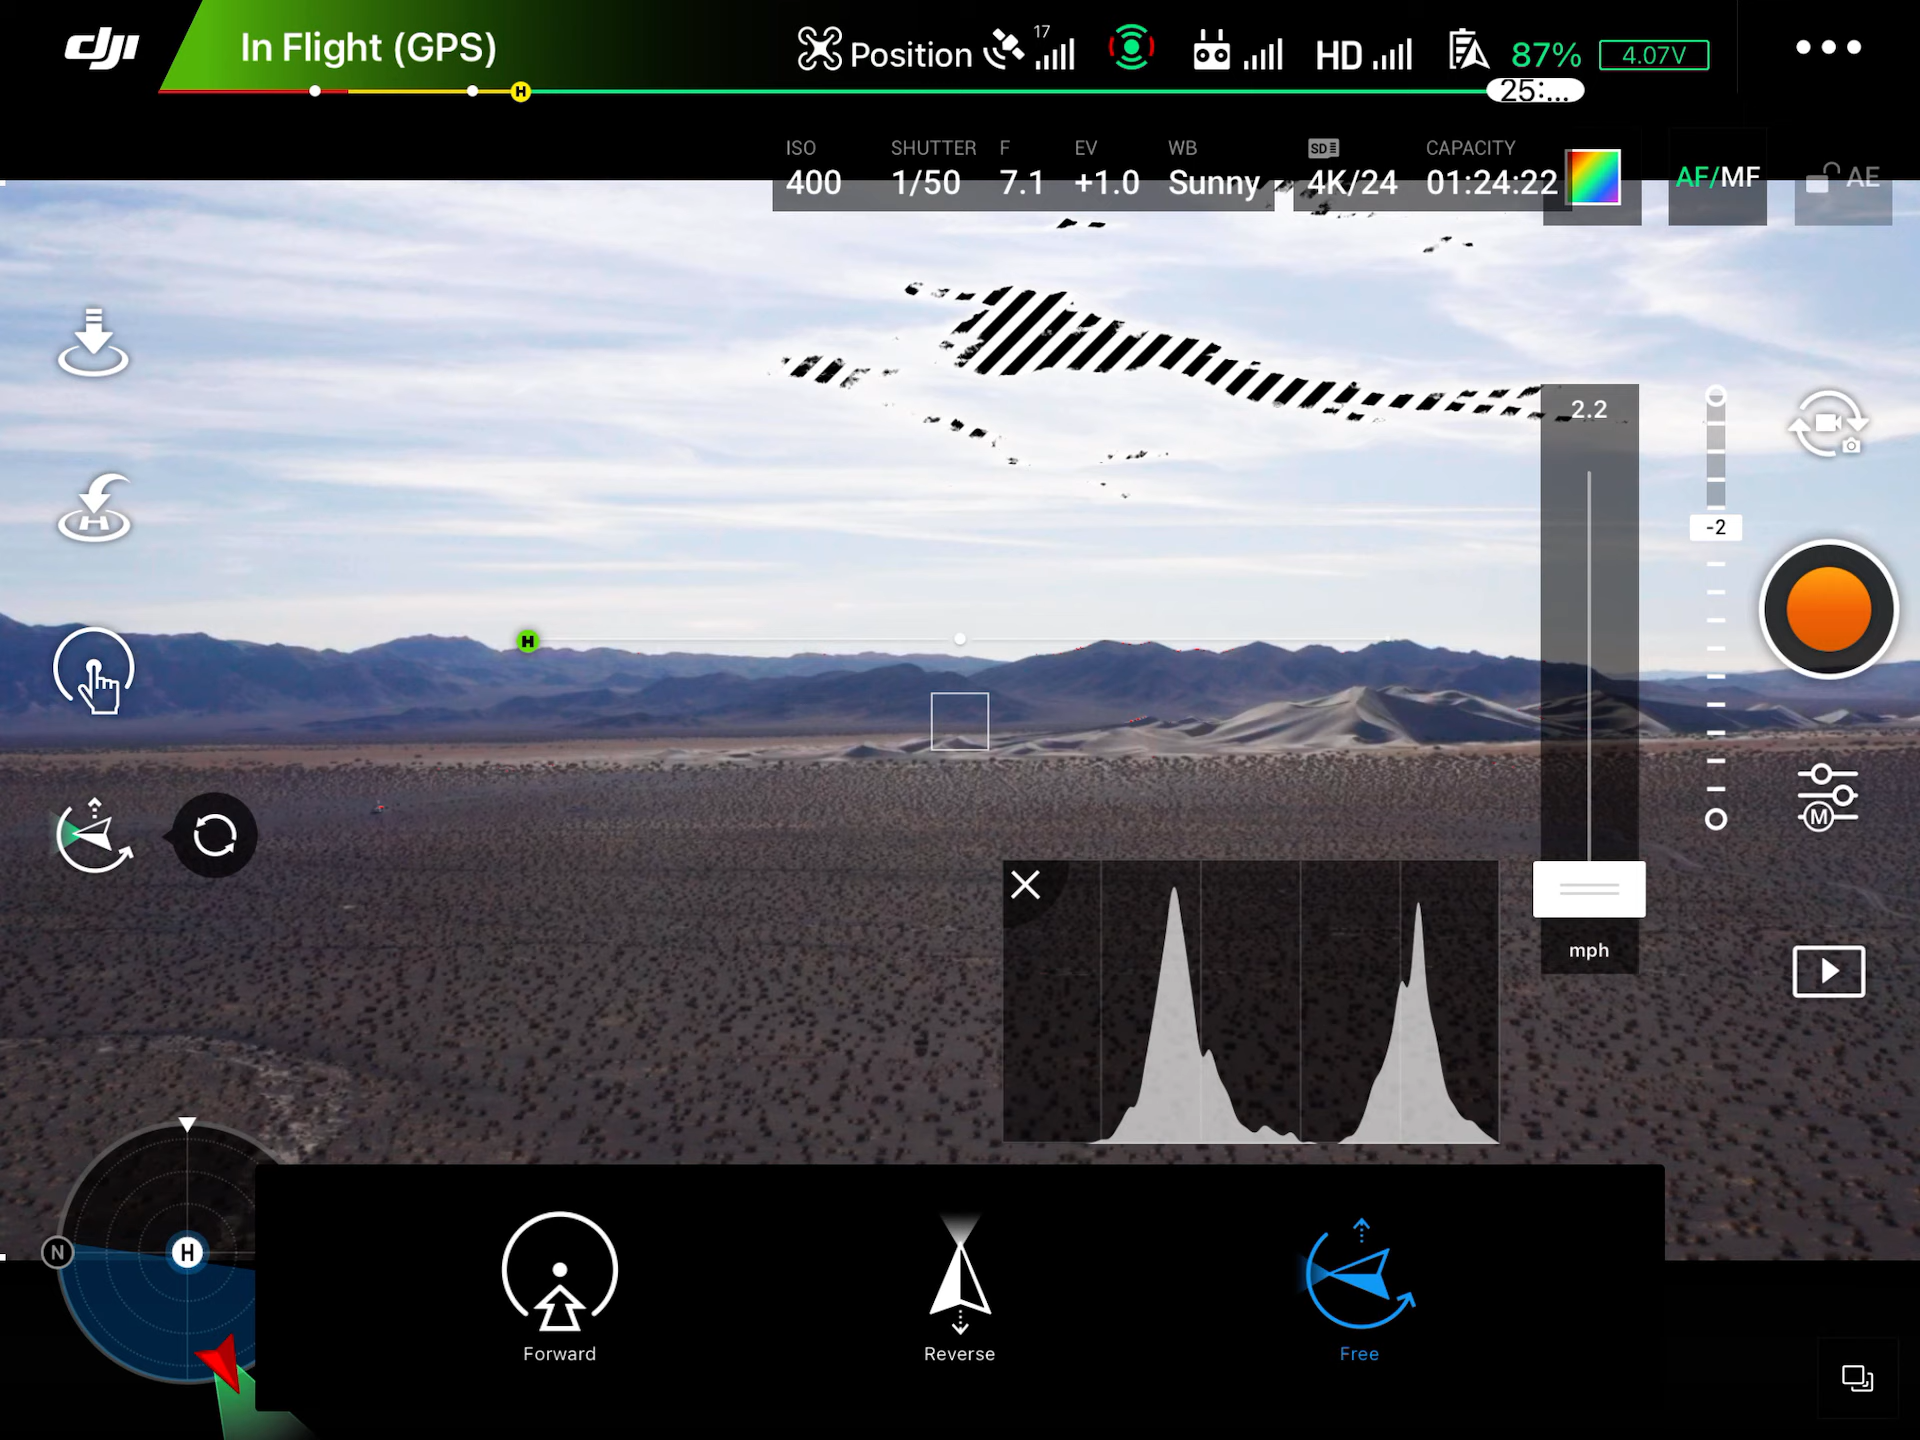 dji
In Flight (GPS)
Position
17
HD
87%
4.07V
H
25:...
ISO
400
SHUTTER
1/50
F
7.1
EV
+1.0
WB
Sunny
SD
4K/24
CAPACITY
01:24:22
AF/MF
AE
2.2
-2
H
H
M
mph
N
H
Forward
Reverse
Free